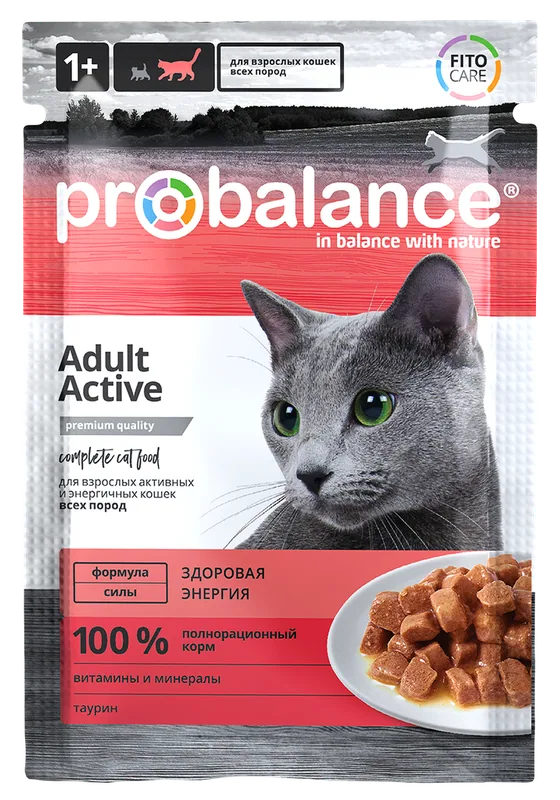 1+
для взрослых кошек
всех пород
FITO
CARE
probalance®
in balance with nature
Adult
Active
premium quality
complete cat food
для взрослых активных
и энергичных кошек
всех пород
формула
силы
ЗДОРОВАЯ
ЭНЕРГИЯ
100 %
полнорационный
корм
витамины и минералы
таурин